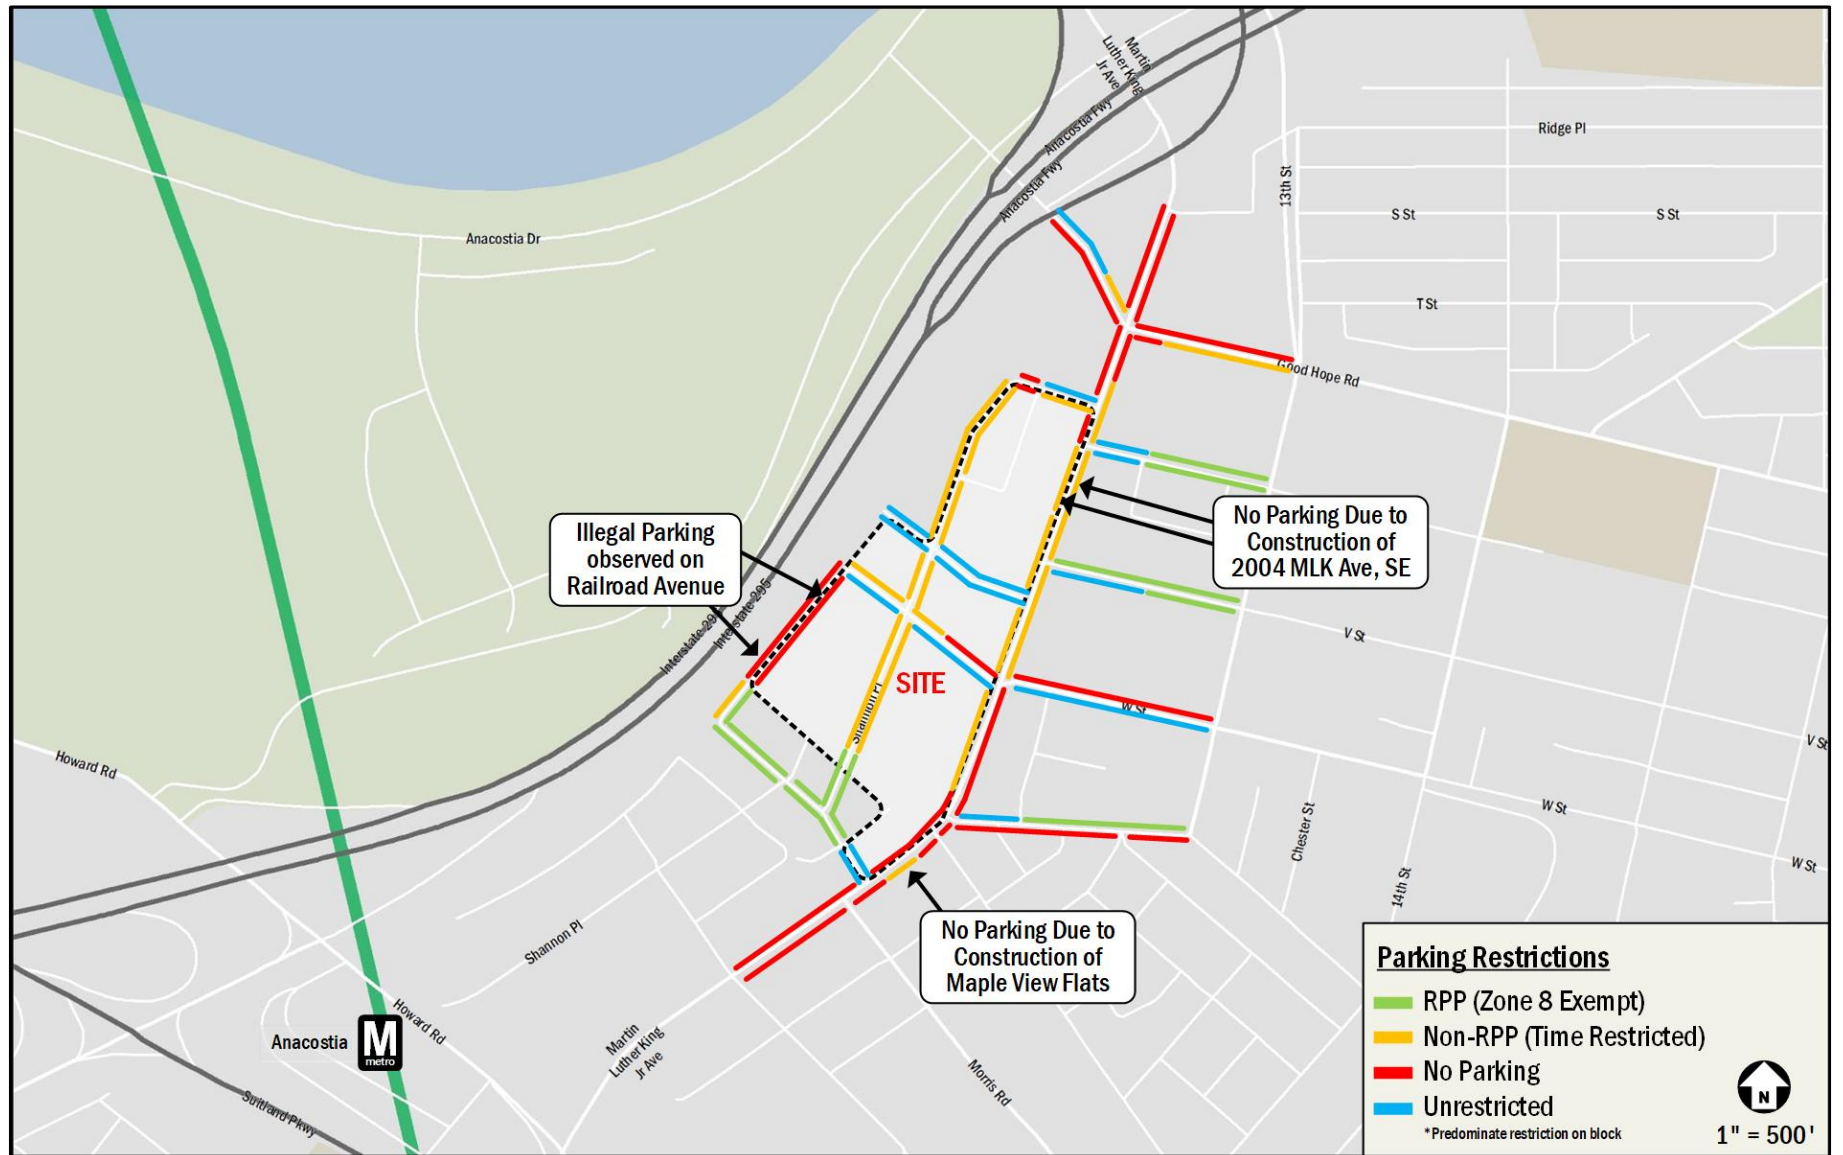 Martin
Luther King
Jr Ave
Anacostia Fwy
Anacostia Fwy
Ridge Pl
13th St
S St
S St
Anacostia Dr
T St
Good Hope Rd
Illegal Parking
observed on
Railroad Avenue
No Parking Due to
Construction of
2004 MLK Ave, SE
Interstate 295
Interstate 295
V St
SITE
Shannon Pl
W St
V St
Howard Rd
W St
Chester St
W St
14th St
No Parking Due to
Construction of
Maple View Flats
Shannon Pl
Howard Rd
Anacostia
M
metro
Martin
Luther King
Jr Ave
Morris Rd
Suitland Pkwy
Parking Restrictions
RPP (Zone 8 Exempt)
Non-RPP (Time Restricted)
No Parking
Unrestricted
*Predominate restriction on block
N
1" = 500'